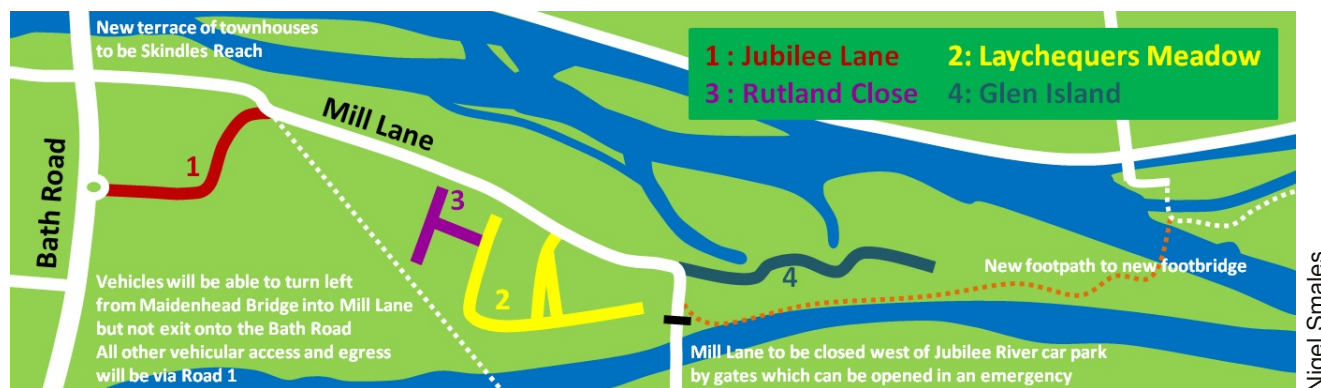 New terrace of townhouses
to be Skindles Reach
1 : Jubilee Lane
2: Laychequers Meadow
3 : Rutland Close
4: Glen Island
Mill Lane
Bath Road
1
3
2
4
New footpath to new footbridge
Vehicles will be able to turn left
from Maidenhead Bridge into Mill Lane
but not exit onto the Bath Road
All other vehicular access and egress
will be via Road 1
Mill Lane to be closed west of Jubilee River car park
by gates which can be opened in an emergency
Nigel Smales